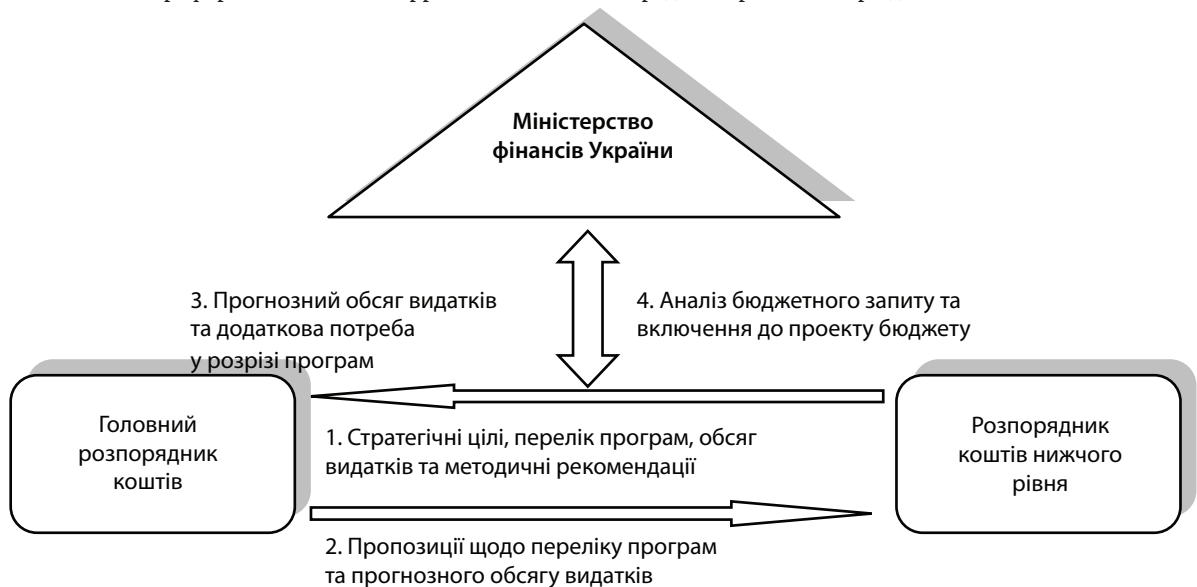 Міністерство
фінансів України
3. Прогнозний обсяг видатків
та додаткова потреба
у розрізі програм
4. Аналіз бюджетного запиту та
включення до проекту бюджету
Головний
розпорядник
коштів
1. Стратегічні цілі, перелік програм, обсяг
видатків та методичні рекомендації
Розпорядник
коштів нижчого
рівня
2. Пропозиції щодо переліку програм
та прогнозного обсягу видатків